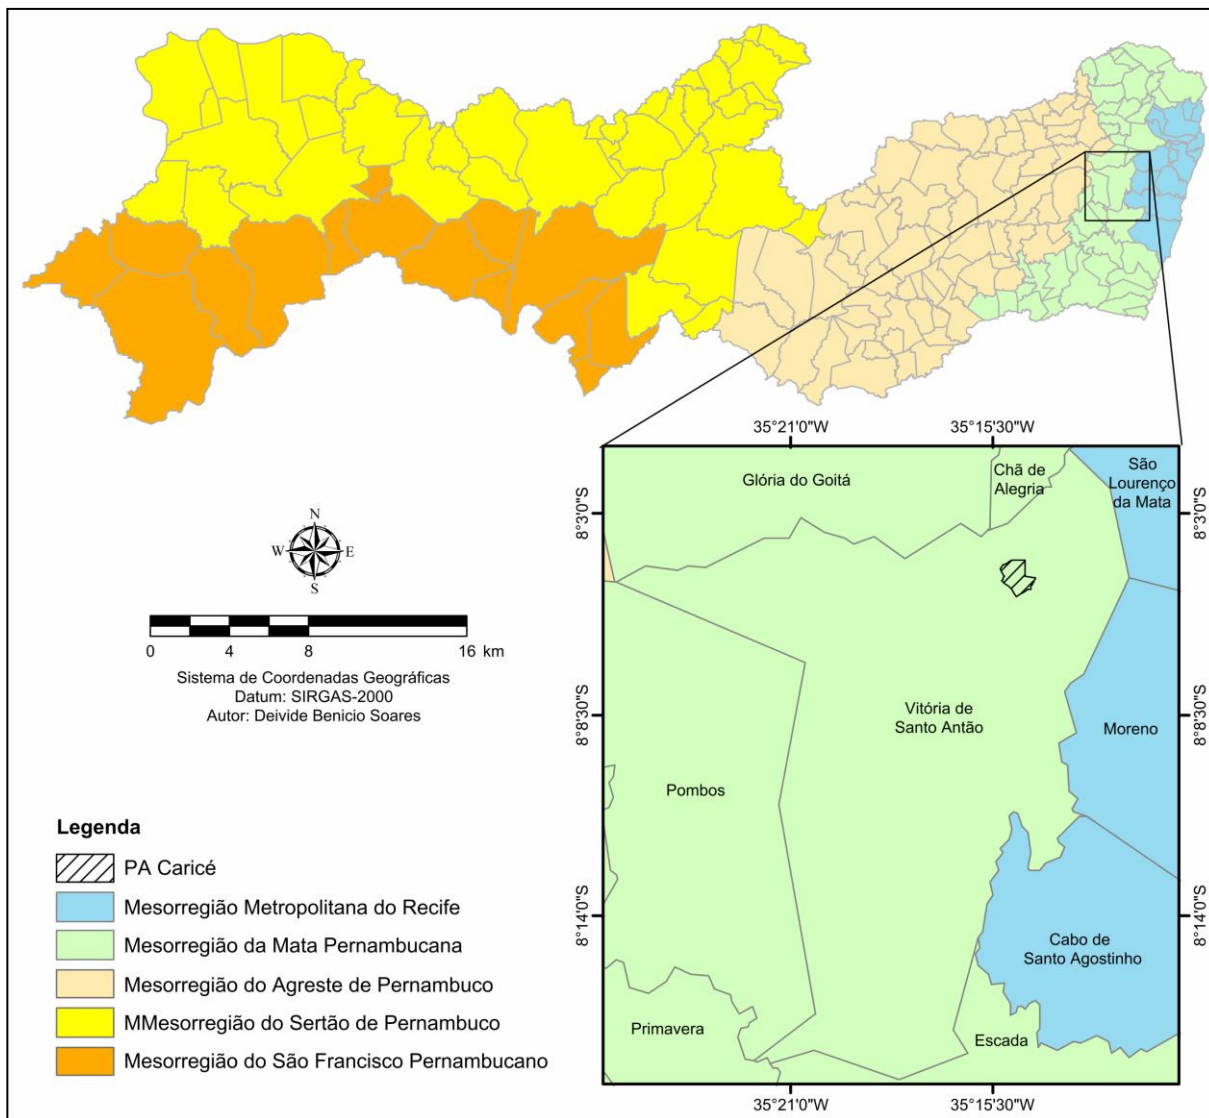 35°21'0"W
35°15'30"W
Glória do Goitá
Chã de
Alegria
São
Lourenço
da Mata
8°3'0"S
8°3'0"S
N
W
E
S
0
4
8
16 km
Sistema de Coordenadas Geográficas
Datum: SIRGAS-2000
Autor: Deivide Benicio Soares
8°8'30"S
8°8'30"S
Vitória de
Santo Antão
Moreno
Pombos
Legenda
PA Caricé
Mesorregião Metropolitana do Recife
Mesorregião da Mata Pernambucana
Mesorregião do Agreste de Pernambuco
MMesorregião do Sertão de Pernambuco
Mesorregião do São Francisco Pernambucano
8°14'0"S
8°14'0"S
Cabo de
Santo Agostinho
Primavera
Escada
35°21'0"W
35°15'30"W